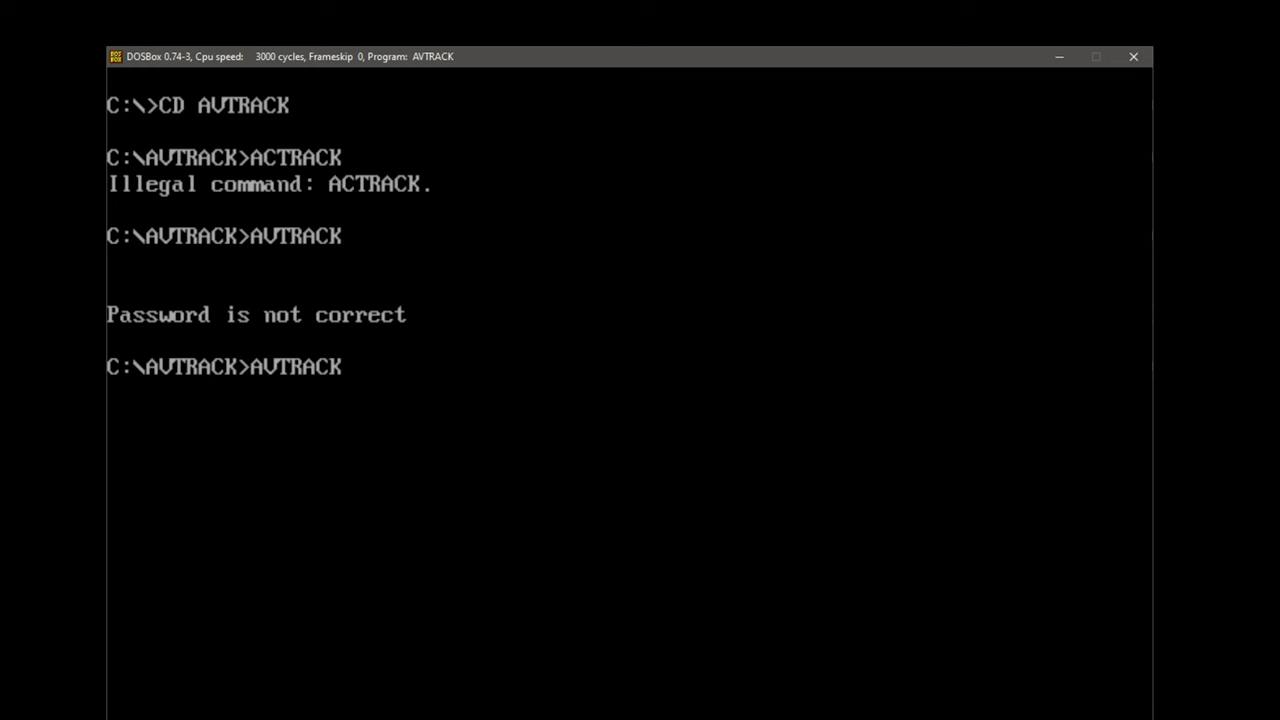 DOSBox 0.74-3, Cpu speed: 3000 cycles, Frameskip 0, Program: AVTRACK
C:\>CD AVTRACK
C:\AVTRACK>ACTRACK
Illegal command: ACTRACK.
C:\AVTRACK>AVTRACK
Password is not correct
C:\AVTRACK>AVTRACK